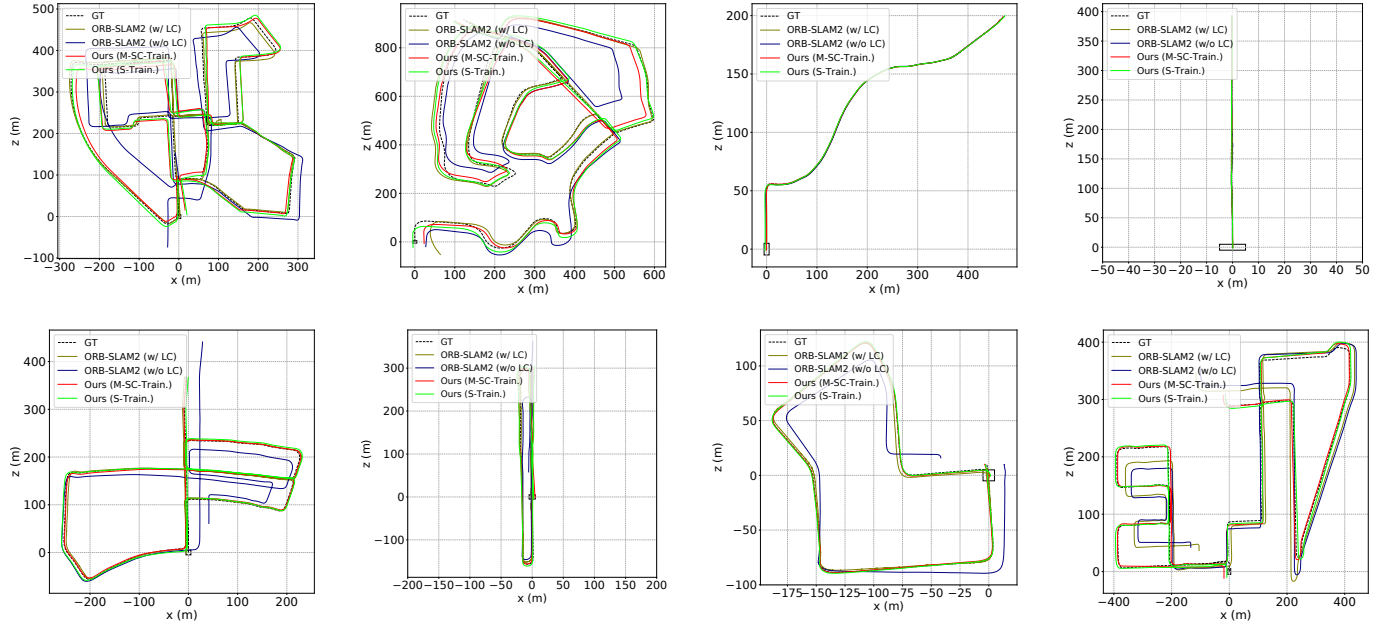 GT
ORB-SLAM2 (w/ LC)
ORB-SLAM2 (w/o LC)
Ours (M-SC-Train.)
Ours (S-Train.)
z (m)
500
400
300
200
100
0
−100
−300 −200 −100 0 100 200 300
x (m)
GT
ORB-SLAM2 (w/ LC)
ORB-SLAM2 (w/o LC)
Ours (M-SC-Train.)
Ours (S-Train.)
z (m)
800
600
400
200
0
0 100 200 300 400 500 600
x (m)
GT
ORB-SLAM2 (w/ LC)
ORB-SLAM2 (w/o LC)
Ours (M-SC-Train.)
Ours (S-Train.)
z (m)
200
150
100
50
0
0 100 200 300 400
x (m)
GT
ORB-SLAM2 (w/ LC)
ORB-SLAM2 (w/o LC)
Ours (M-SC-Train.)
Ours (S-Train.)
z (m)
400
350
300
250
200
150
100
50
0
−50 −40 −30 −20 −10 0 10 20 30 40 50
x (m)
GT
ORB-SLAM2 (w/ LC)
ORB-SLAM2 (w/o LC)
Ours (M-SC-Train.)
Ours (S-Train.)
z (m)
400
300
200
100
0
−200 −100 0 100 200
x (m)
GT
ORB-SLAM2 (w/ LC)
ORB-SLAM2 (w/o LC)
Ours (M-SC-Train.)
Ours (S-Train.)
z (m)
300
200
100
0
−100
−200 −150 −100 −50 0 50 100 150 200
x (m)
GT
ORB-SLAM2 (w/ LC)
ORB-SLAM2 (w/o LC)
Ours (M-SC-Train.)
Ours (S-Train.)
z (m)
100
50
0
−50
−100
−175 −150 −125 −100 −75 −50 −25 0
x (m)
GT
ORB-SLAM2 (w/ LC)
ORB-SLAM2 (w/o LC)
Ours (M-SC-Train.)
Ours (S-Train.)
z (m)
400
300
200
100
0
−400 −200 0 200 400
x (m)